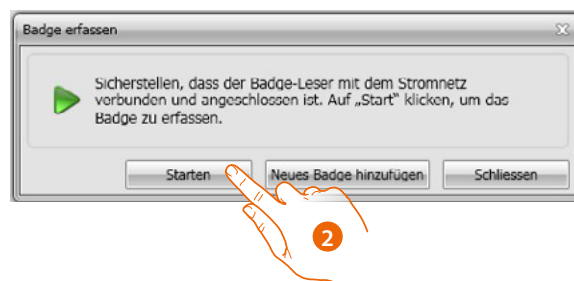 Badge erfassen
Sicherstellen, dass der Badge-Leser mit dem Stromnetz
verbunden und angeschlossen ist. Auf „Start" klicken, um das
Badge zu erfassen.
Starten Neues Badge hinzufügen Schliessen
2